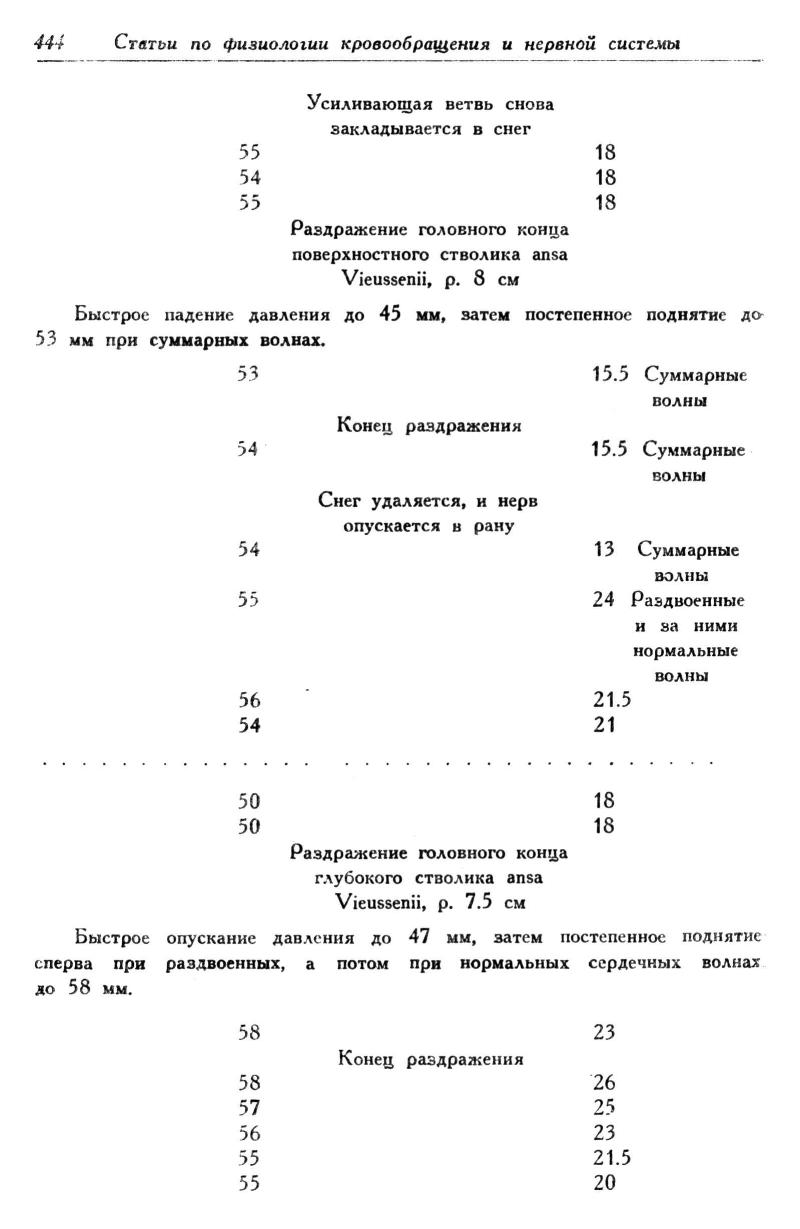 444 Статьи по физиологии кровообращения и нервной системы
Усиливающая ветвь снова
закладывается в снег
55 18
54 18
55 18
Раздражение головного конца
поверхностного стволика ansa
Vieussenii, р. 8 см
Быстрое падение давления до 45 мм, затем постепенное поднятие до
53 мм при суммарных волнах.
53 15.5 Суммарные
волны
Конец раздражения
54 15.5 Суммарные
волны
Снег удаляется, и нерв
опускается в рану
54 13 Суммарные
волны
55 24 Раздвоенные
и за ними
нормальные
волны
56 21.5
54 21
. . . . . . . . . . . . . . . . . . . . . . . . . . . . . . . . .
50 18
50 18
Раздражение головного конца
глубокого стволика ansa
Vieussenii, р. 7.5 см
Быстрое опускание давления до 47 мм, затем постепенное поднятие
сперва при раздвоенных, а потом при нормальных сердечных волнах
до 58 мм.
58 23
Конец раздражения
58 26
57 25
56 23
55 21.5
55 20